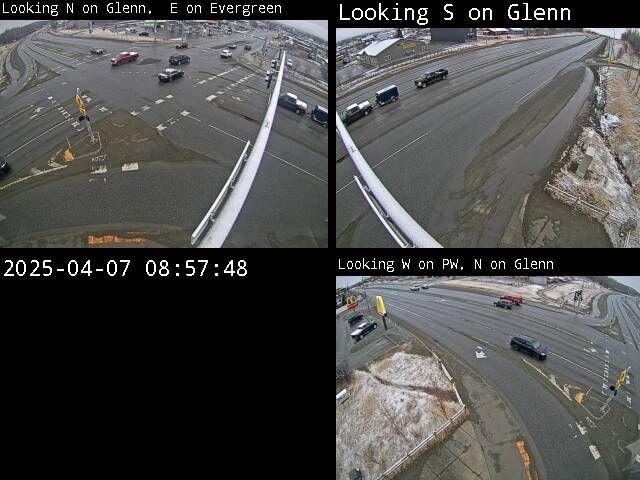 Looking N on Glenn,  E on Evergreen
Looking S on Glenn
2025-04-07 08:57:48
Looking W on PW, N on Glenn